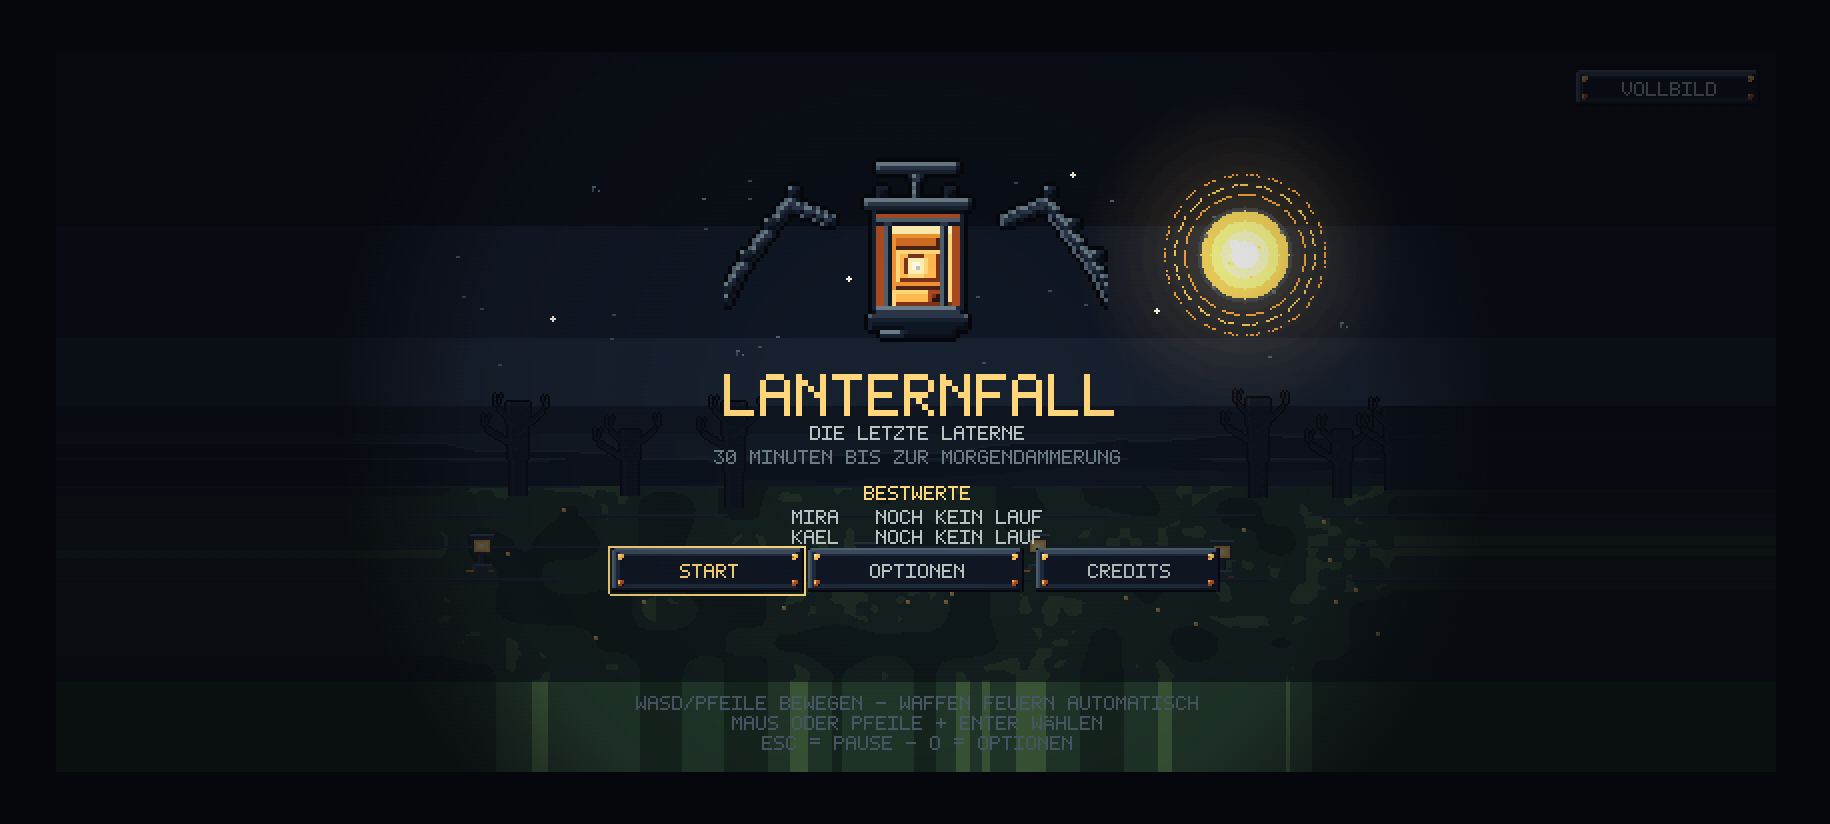 VOLLBILD
LANTERNFALL
DIE LETZTE LATERNE
30 MINUTEN BIS ZUR MORGENDAMMERUNG
BESTWERTE
MIRA NOCH KEIN LAUF
KAEL NOCH KEIN LAUF
START OPTIONEN CREDITS
WASD/PFEILE BEWEGEN - WAFFEN FEUERN AUTOMATISCH
MAUS ODER PFEILE + ENTER WÄHLEN
ESC = PAUSE - O = OPTIONEN